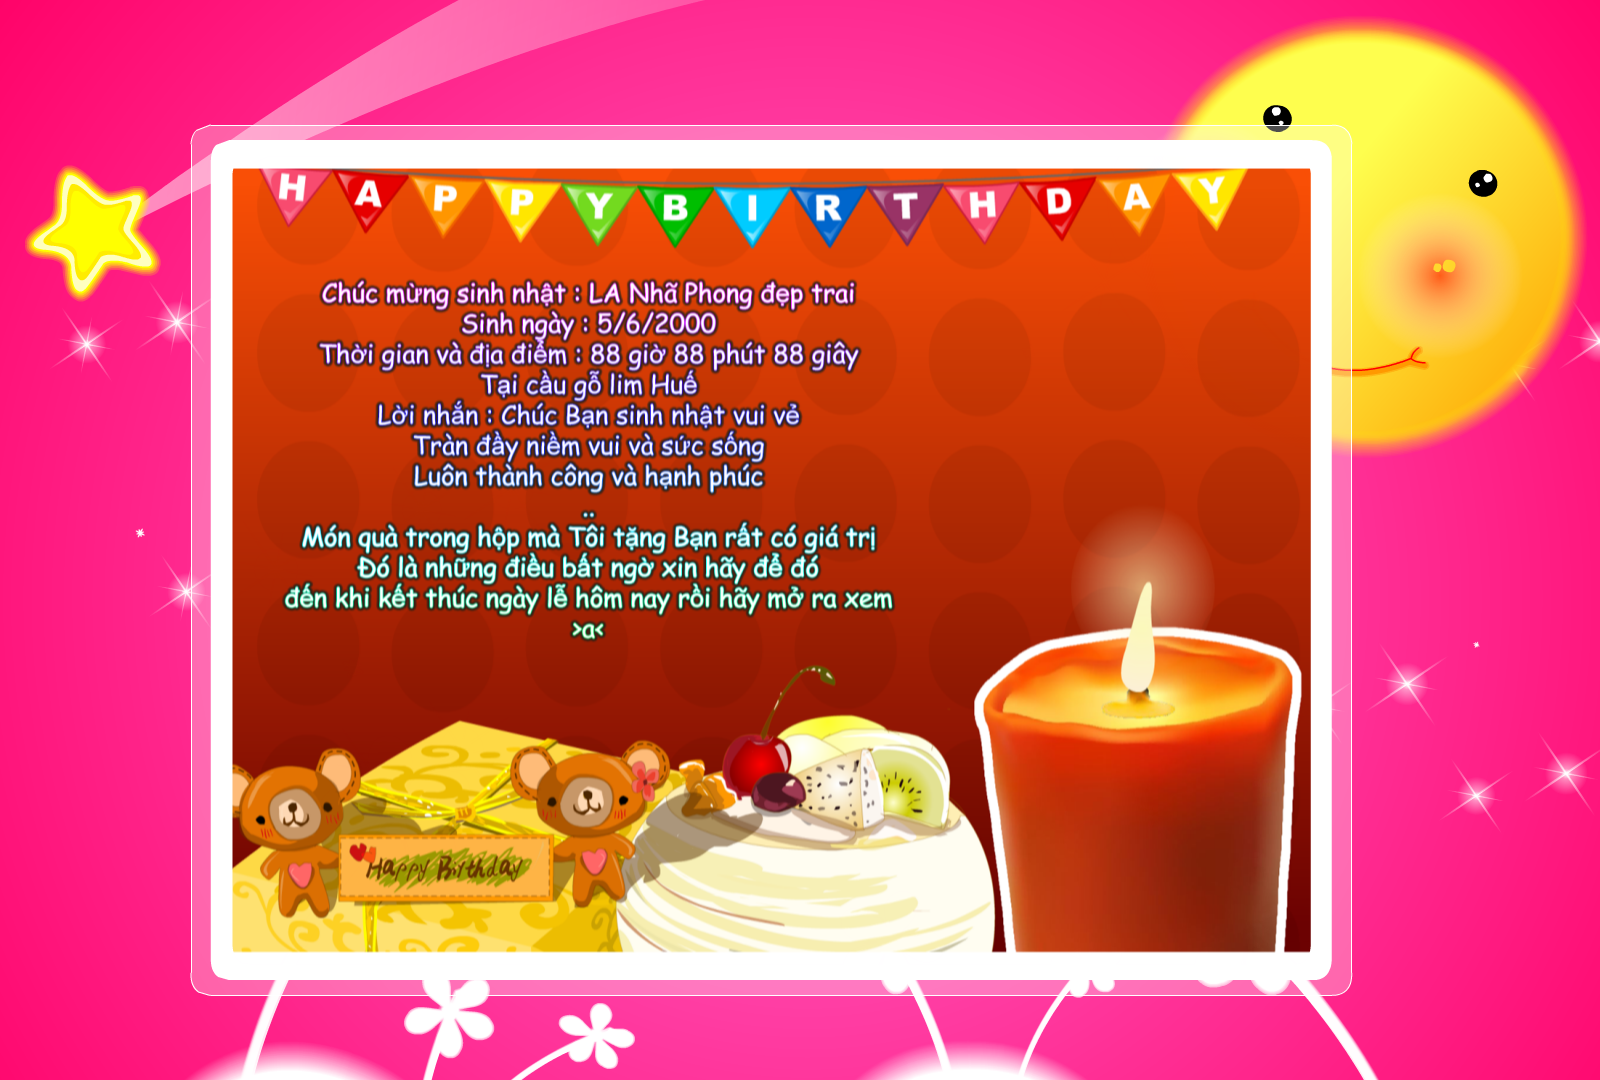 HAPPYBIRTHDAY
Chúc mừng sinh nhật : LA Nhã Phong đẹp trai
Sinh ngày : 5/6/2000
Thời gian và địa điểm : 88 giờ 88 phút 88 giây
Tại cầu gỗ lim Huế
Lời nhắn : Chúc Bạn sinh nhật vui vẻ
Tràn đầy niềm vui và sức sống
Luôn thành công và hạnh phúc
..
Món quà trong hộp mà Tôi tặng Bạn rất có giá trị
Đó là những điều bất ngờ xin hãy để đó
đến khi kết thúc ngày lễ hôm nay rồi hãy mở ra xem
>a<
Happy Birthday